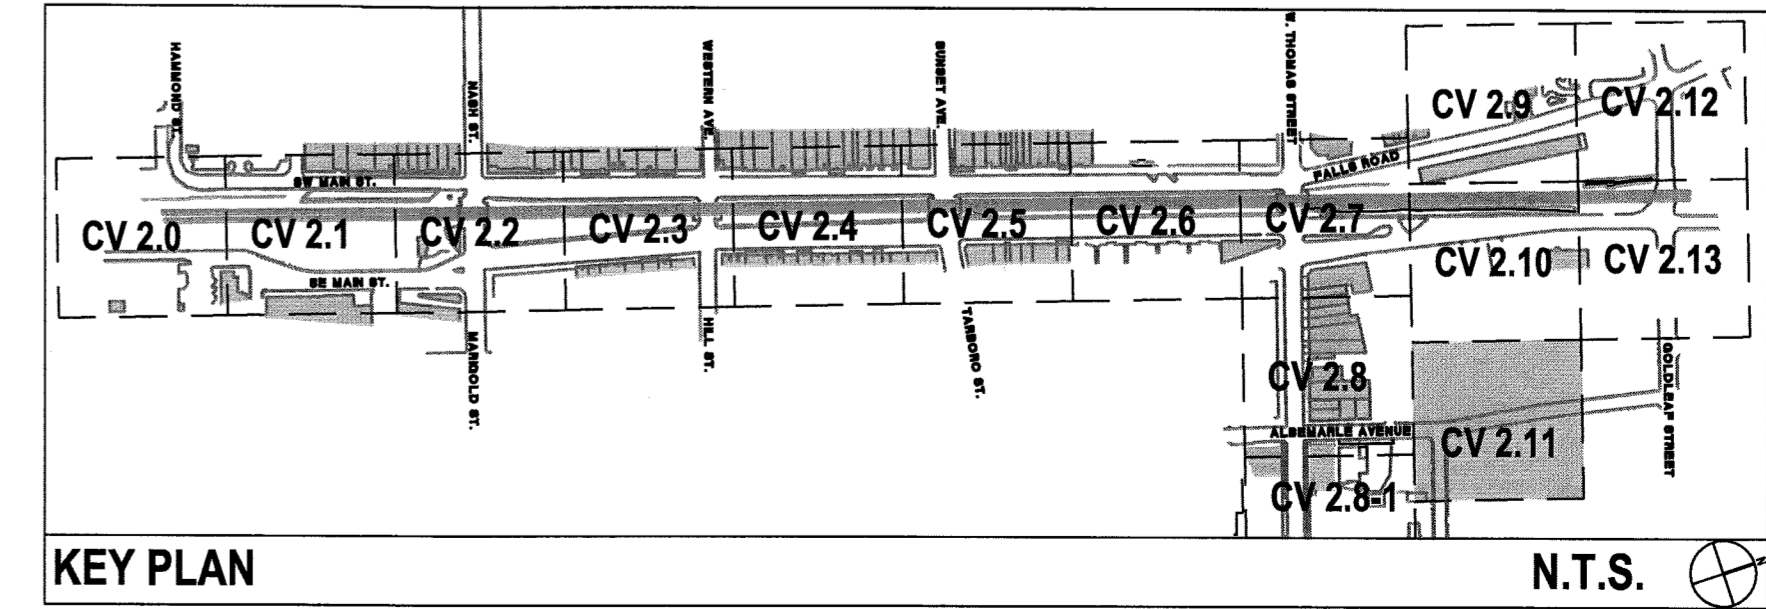 HAMMOND ST.
NASH ST.
WESTERN AVE.
SUNSET AVE.
W. THOMAS STREET
CV 2.9
CV 2.12
FALLS ROAD
SW MAIN ST.
CV 2.0
CV 2.1
CV 2.2
CV 2.3
CV 2.4
CV 2.5
CV 2.6
CV 2.7
CV 2.10
CV 2.13
SE MAIN ST.
MARIGOLD ST.
HILL ST.
TARBORO ST.
GOLDLEAF STREET
CV 2.8
ALBEMARLE AVENUE
CV 2.11
CV 2.8-1
KEY PLAN
N.T.S.
N